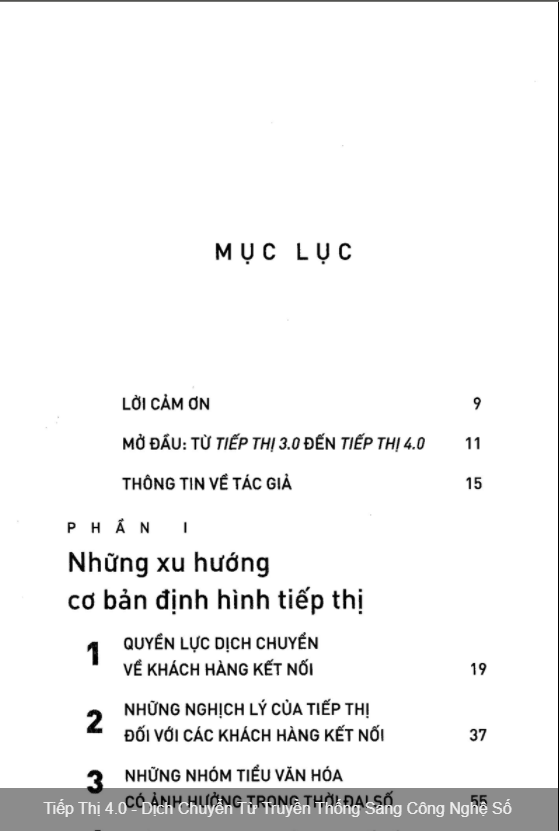 MỤC LỤC
LỜI CẢM ƠN 9
MỞ ĐẦU: TỪ TIẾP THỊ 3.0 ĐẾN TIẾP THỊ 4.0 11
THÔNG TIN VỀ TÁC GIẢ 15
PHẦN I
Những xu hướng
cơ bản định hình tiếp thị
1 QUYỀN LỰC DỊCH CHUYỂN
VỀ KHÁCH HÀNG KẾT NỐI 19
2 NHỮNG NGHỊCH LÝ CỦA TIẾP THỊ
ĐỐI VỚI CÁC KHÁCH HÀNG KẾT NỐI 37
3 NHỮNG NHÓM TIỂU VĂN HÓA
CÓ ẢNH HƯỞNG TRONG THỜI ĐẠI SỐ 55
Tiếp Thị 4.0 - Dịch Chuyển Từ Truyền Thống Sang Công Nghệ Số